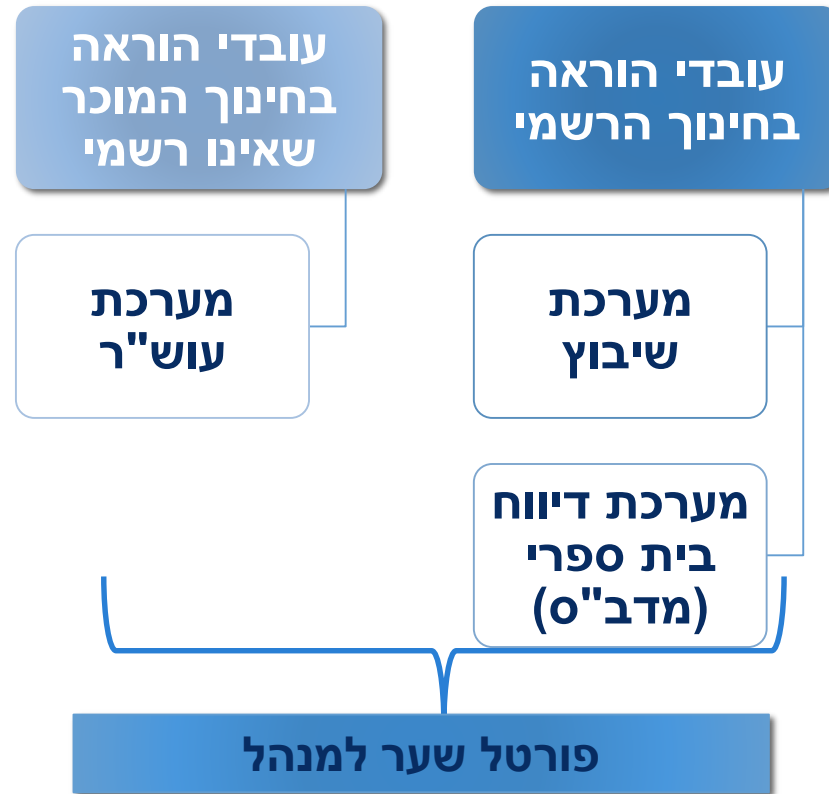 עובדי הוראה
בחינוך הרשמי
מערכת
שיבוץ
מערכת דיווח
בית ספרי
(מדב"ס)
עובדי הוראה
בחינוך המוכר
שאינו רשמי
מערכת
עוש"ר
פורטל שער למנהל